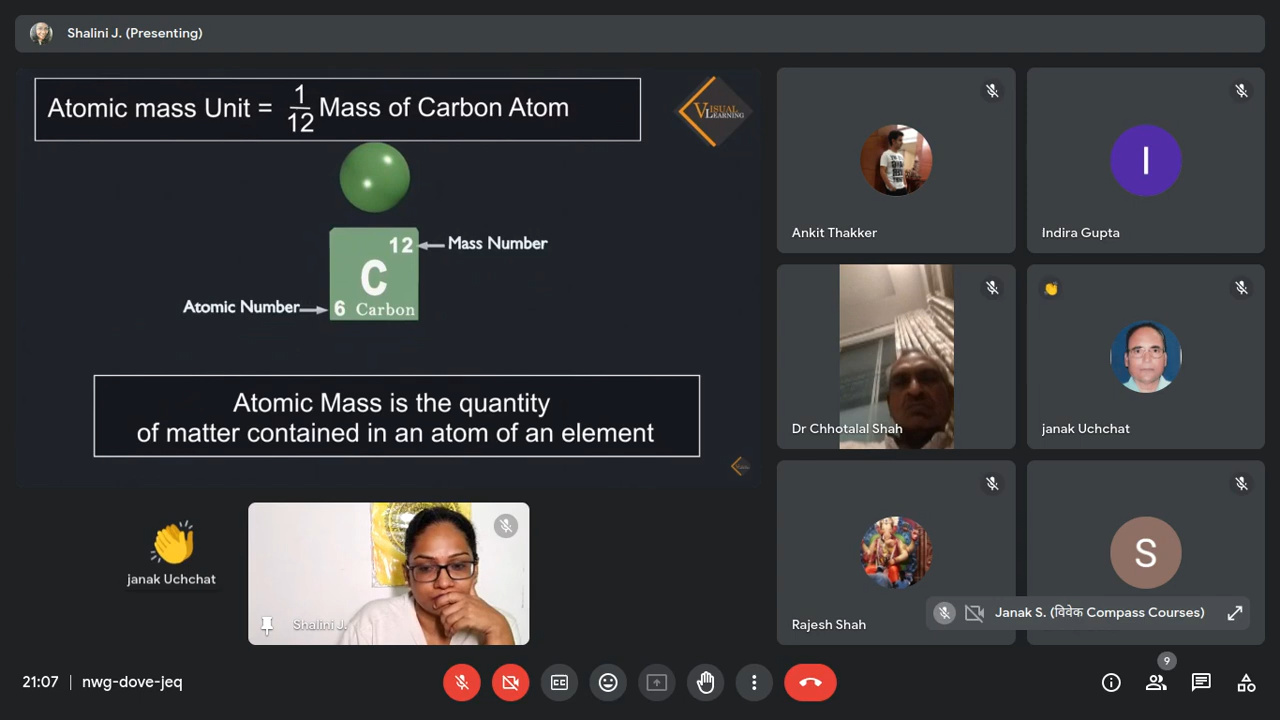 Shalini J. (Presenting)
Atomic mass Unit = 1/12 Mass of Carbon Atom
VISUAL
LEARNING
12
Mass Number
C
Atomic Number
6 Carbon
Atomic Mass is the quantity
of matter contained in an atom of an element
janak Uchchat
Shalini J.
Ankit Thakker
I
Indira Gupta
Dr Chhotalal Shah
janak Uchchat
Rajesh Shah
S
Janak S. (विवेक Compass Courses)
21:07 | nwg-dove-jeq
CC
9